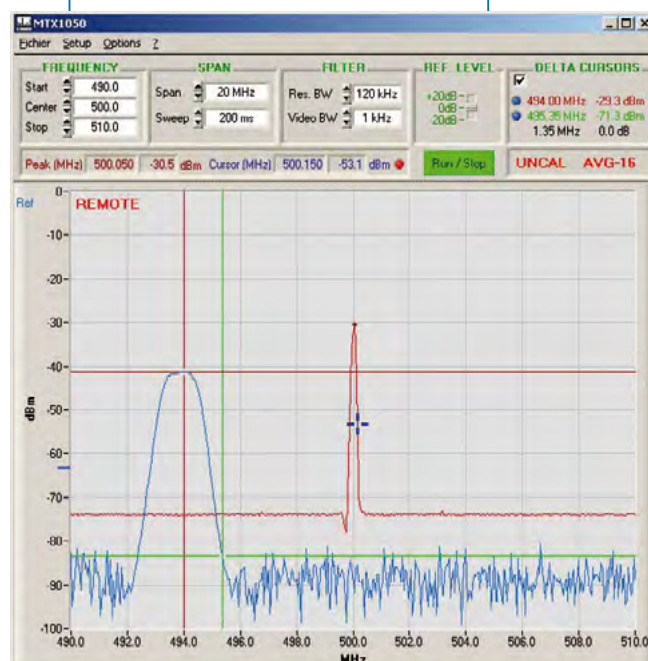 MTX1050
Fichier Setup Options ?
FREQUENCY
Start 490.0
Center 500.0
Stop 510.0
SPAN
Span 20 MHz
Sweep 200 ms
FILTER
Res. BW 120 kHz
Video BW 1 kHz
REF LEVEL
+20dB
0dB
20dB
DELTA CURSORS
494.00 MHz -29.3 dBm
495.35 MHz -71.3 dBm
1.35 MHz 0.0 dB
Peak (MHz) 500.050 -30.5 dBm Cursor (MHz) 500.150 -53.1 dBm
Run / Stop
UNCAL AVG-16
Ref
REMOTE
0
-10
-20
-30
-40
dBm
-50
-60
-70
-80
-90
-100
490.0 492.0 494.0 496.0 498.0 500.0 502.0 504.0 506.0 508.0 510.0
MHz